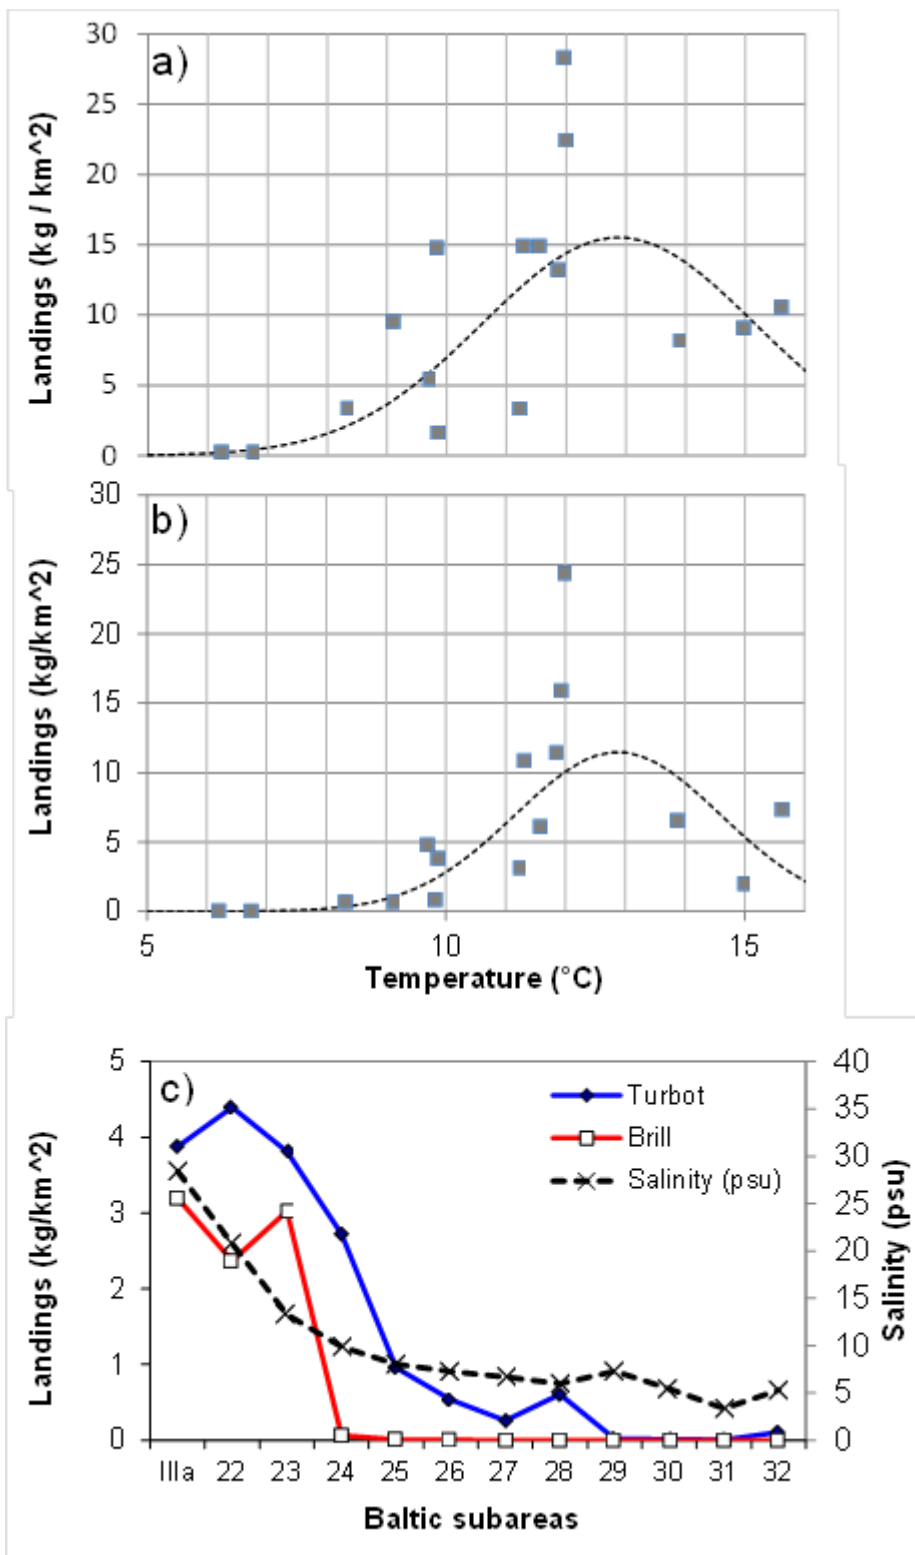 a)
Landings (kg / km^2)
30
25
20
15
10
5
0
b)
Landings (kg/km^2)
30
25
20
15
10
5
0
5 10 15
Temperature (°C)
c)
Landings (kg/km ^2)
5
4
3
2
1
0
Turbot
Brill
Salinity (psu)
40
35
30
25
20
15
10
5
0
Salinity (psu)
IIIa 22 23 24 25 26 27 28 29 30 31 32
Baltic subareas